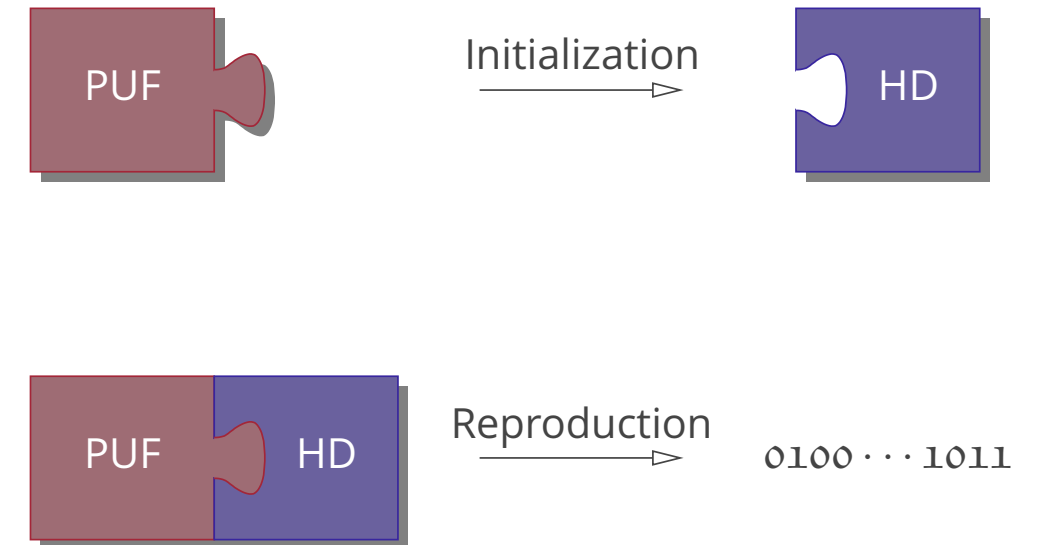 PUF
Initialization
HD
PUF
HD
Reproduction
0100 ··· 1011